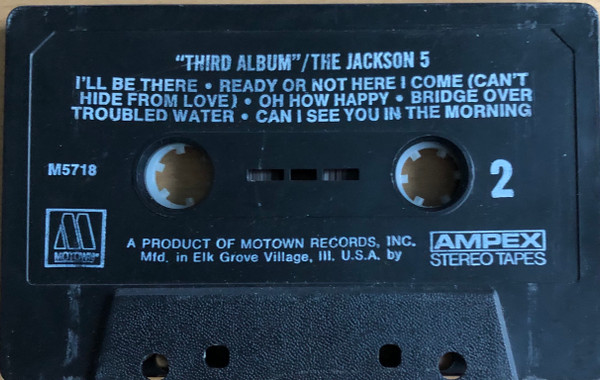 "THIRD ALBUM"/THE JACKSON 5
I'LL BE THERE • READY OR NOT HERE I COME (CAN'T
HIDE FROM LOVE) • OH HOW HAPPY • BRIDGE OVER
TROUBLED WATER • CAN I SEE YOU IN THE MORNING
M5718
2
MOTOWN
A PRODUCT OF MOTOWN RECORDS, INC.
Mfd. in Elk Grove Village, Ill. U.S.A. by
AMPEX
STEREO TAPES